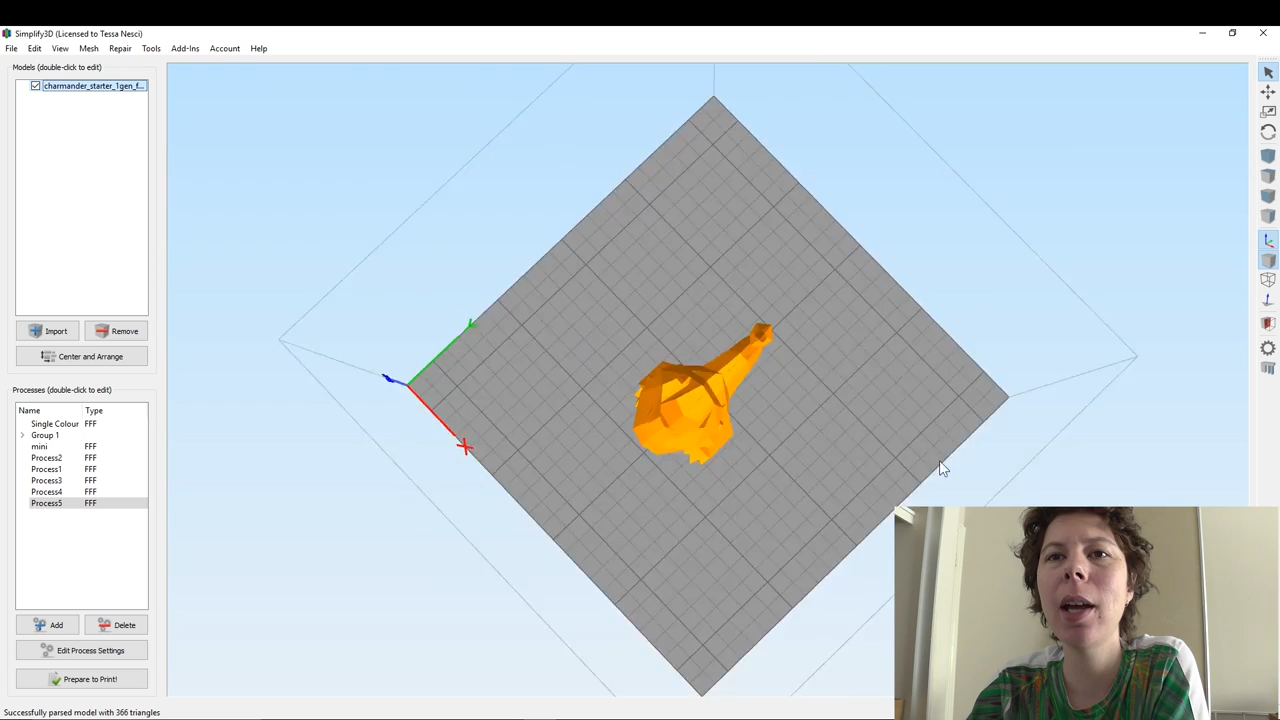 Simplify3D (Licensed to Tessa Nesci)
File Edit View Mesh Repair Tools Add-Ins Account Help
Models (double-click to edit)
charmander_starter_1gen_f...
Import Remove
Center and Arrange
Processes (double-click to edit)
Name Type
Single Colour FFF
Group 1
mini FFF
Process2 FFF
Process1 FFF
Process3 FFF
Process4 FFF
Process5 FFF
Add Delete
Edit Process Settings
Prepare to Print!
Successfully parsed model with 366 triangles